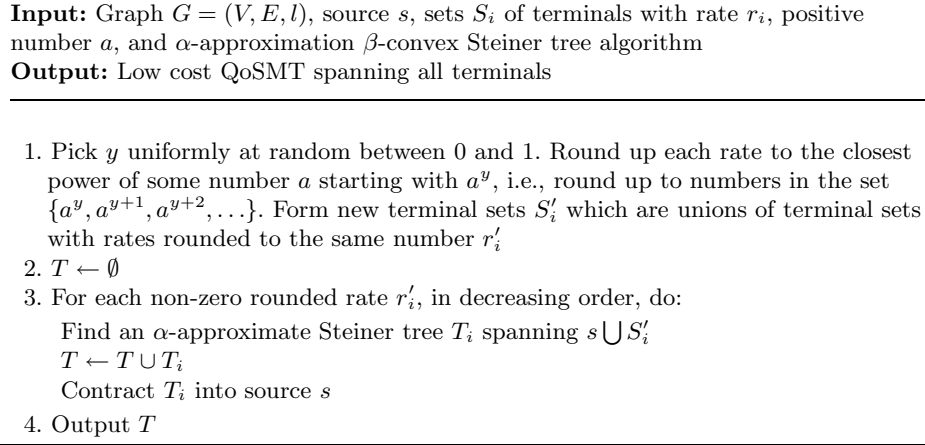 Input: Graph G = (V, E, l), source s, sets S_i of terminals with rate r_i, positive
number a, and α-approximation β-convex Steiner tree algorithm
Output: Low cost QoSMT spanning all terminals
1. Pick y uniformly at random between 0 and 1. Round up each rate to the closest
power of some number a starting with a^y, i.e., round up to numbers in the set
{a^y, a^{y+1}, a^{y+2}, ...}. Form new terminal sets S'_i which are unions of terminal sets
with rates rounded to the same number r'_i
2. T ← ∅
3. For each non-zero rounded rate r'_i, in decreasing order, do:
Find an α-approximate Steiner tree T_i spanning s ⋃ S'_i
T ← T ∪ T_i
Contract T_i into source s
4. Output T